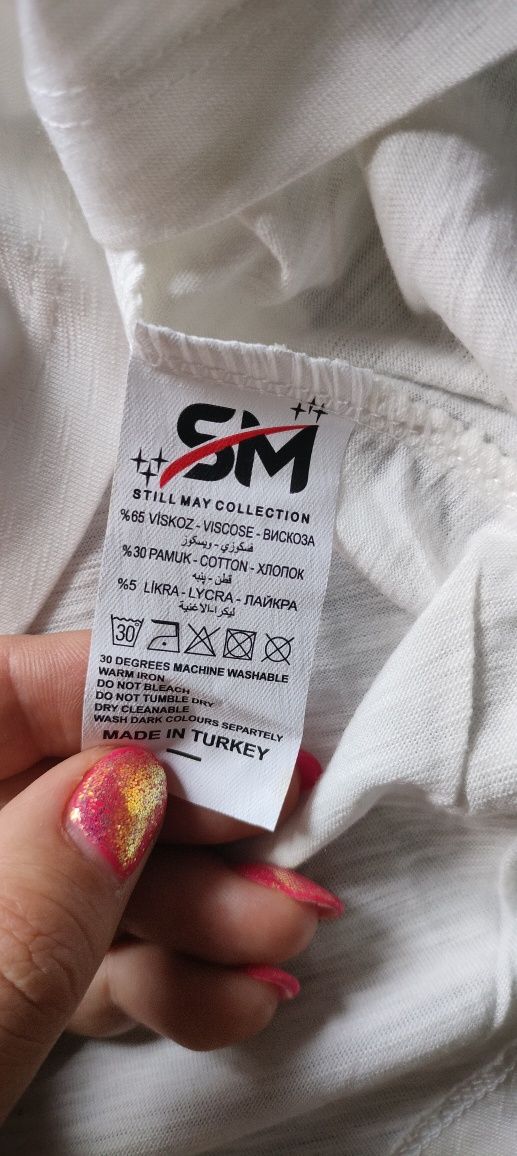 SM
STILL MAY COLLECTION
%65 VİSKOZ - VISCOSE - ВИСКОЗА
فسكوزي - ويسكوز
%30 PAMUK - COTTON - ХЛОПОК
قطن - پنبه
%5 LİKRA - LYCRA - ЛАЙКРА
ليكرا-الاغنية
30
30 DEGREES MACHINE WASHABLE
WARM IRON
DO NOT BLEACH
DO NOT TUMBLE DRY
DRY CLEANABLE
WASH DARK COLOURS SEPARTELY
MADE IN TURKEY